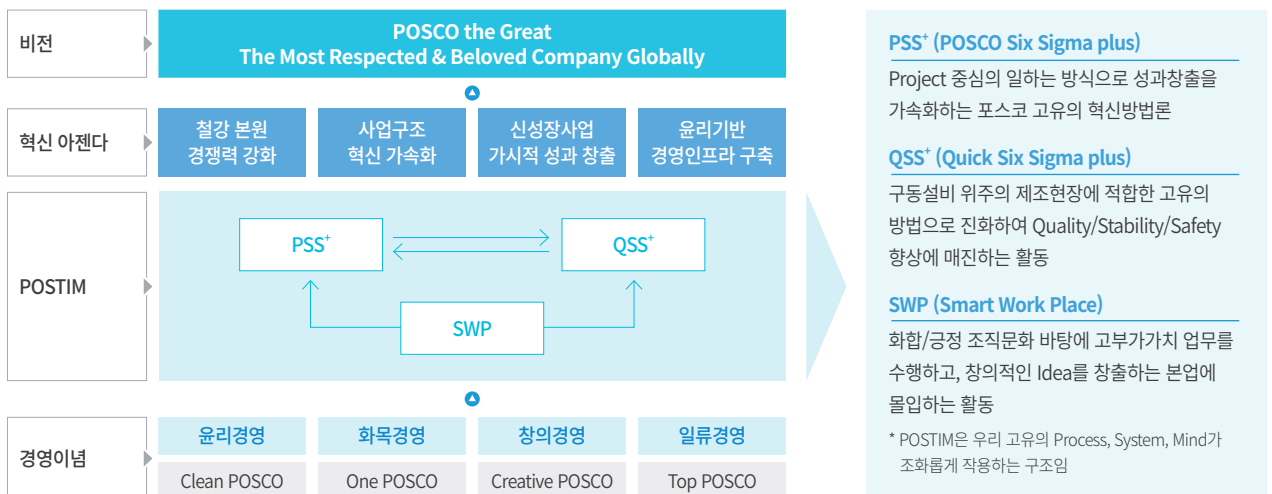 비전
POSCO the Great
The Most Respected & Beloved Company Globally
혁신 아젠다
철강 본원
경쟁력 강화
사업구조
혁신 가속화
신성장사업
가시적 성과 창출
윤리기반
경영인프라 구축
POSTIM
PSS⁺
QSS⁺
SWP
경영이념
윤리경영
화목경영
창의경영
일류경영
Clean POSCO
One POSCO
Creative POSCO
Top POSCO
PSS⁺ (POSCO Six Sigma plus)
Project 중심의 일하는 방식으로 성과창출을
가속화하는 포스코 고유의 혁신방법론
QSS⁺ (Quick Six Sigma plus)
구동설비 위주의 제조현장에 적합한 고유의
방법으로 진화하여 Quality/Stability/Safety
향상에 매진하는 활동
SWP (Smart Work Place)
화합/긍정 조직문화 바탕에 고부가가치 업무를
수행하고, 창의적인 Idea를 창출하는 본업에
몰입하는 활동
* POSTIM은 우리 고유의 Process, System, Mind가
조화롭게 작용하는 구조임